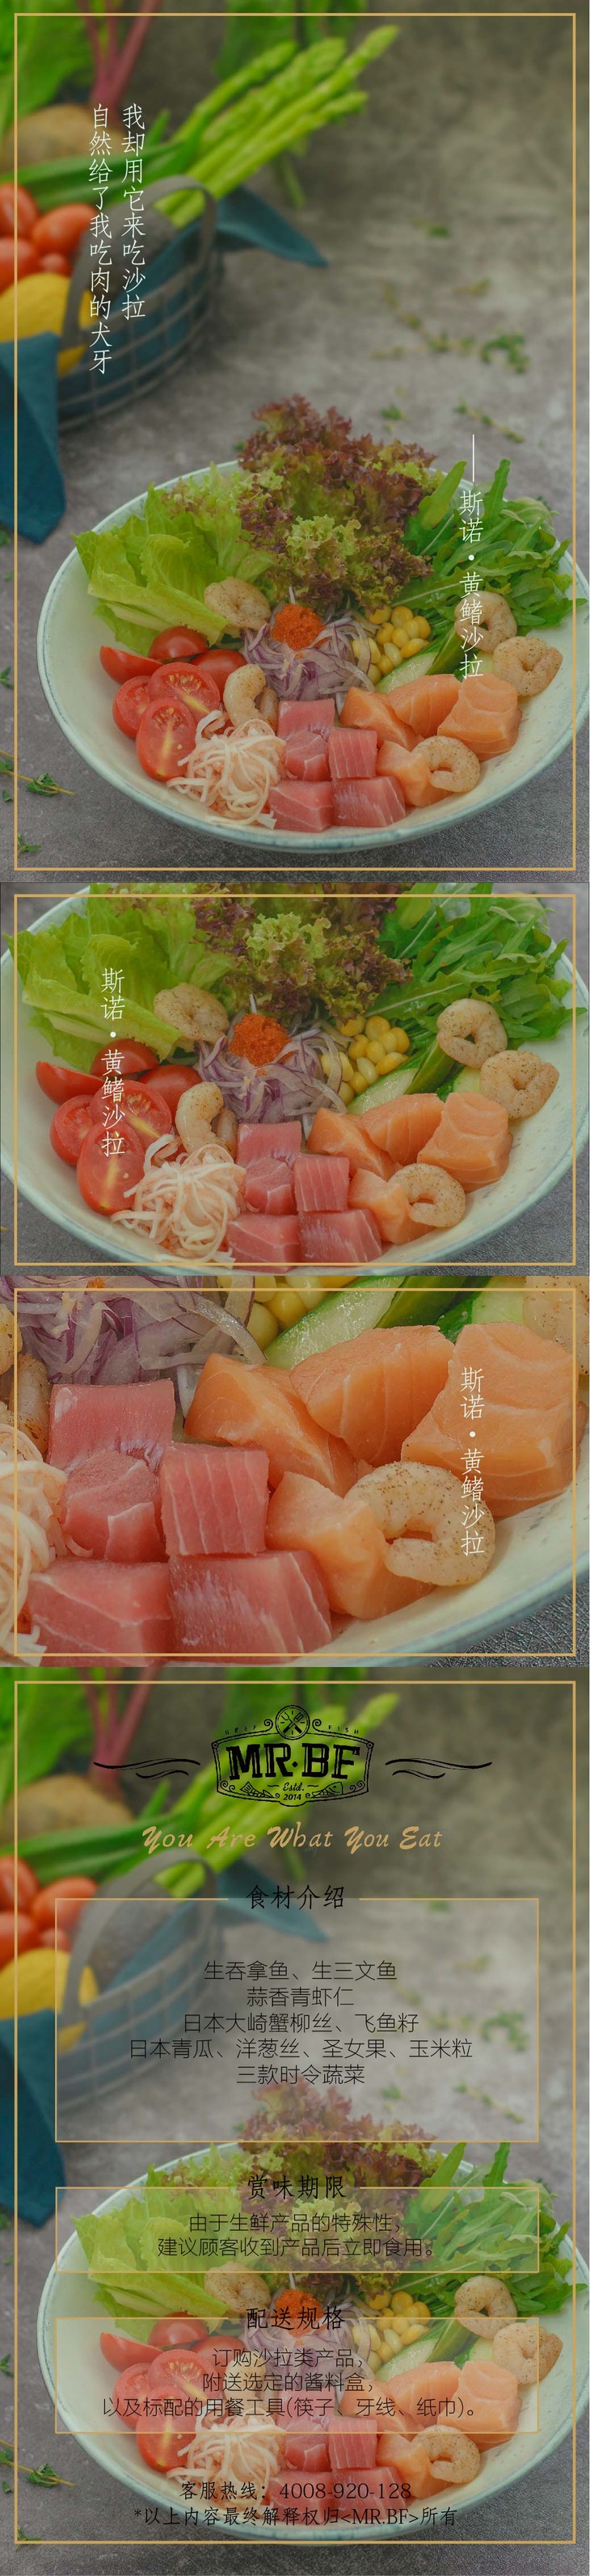 自然给了我吃肉的犬牙
我却用它来吃沙拉
——斯诺·黄鳍沙拉
斯诺·黄鳍沙拉
斯诺·黄鳍沙拉
MR·BF
Estd.
2014
You Are What You Eat
食材介绍
生吞拿鱼、生三文鱼
蒜香青虾仁
日本大崎蟹柳丝、飞鱼籽
日本青瓜、洋葱丝、圣女果、玉米粒
三款时令蔬菜
赏味期限
由于生鲜产品的特殊性，
建议顾客收到产品后立即食用。
配送规格
订购沙拉类产品，
附送选定的酱料盒，
以及标配的用餐工具(筷子、牙线、纸巾)。
客服热线：4008-920-128
*以上内容最终解释权归<MR.BF>所有